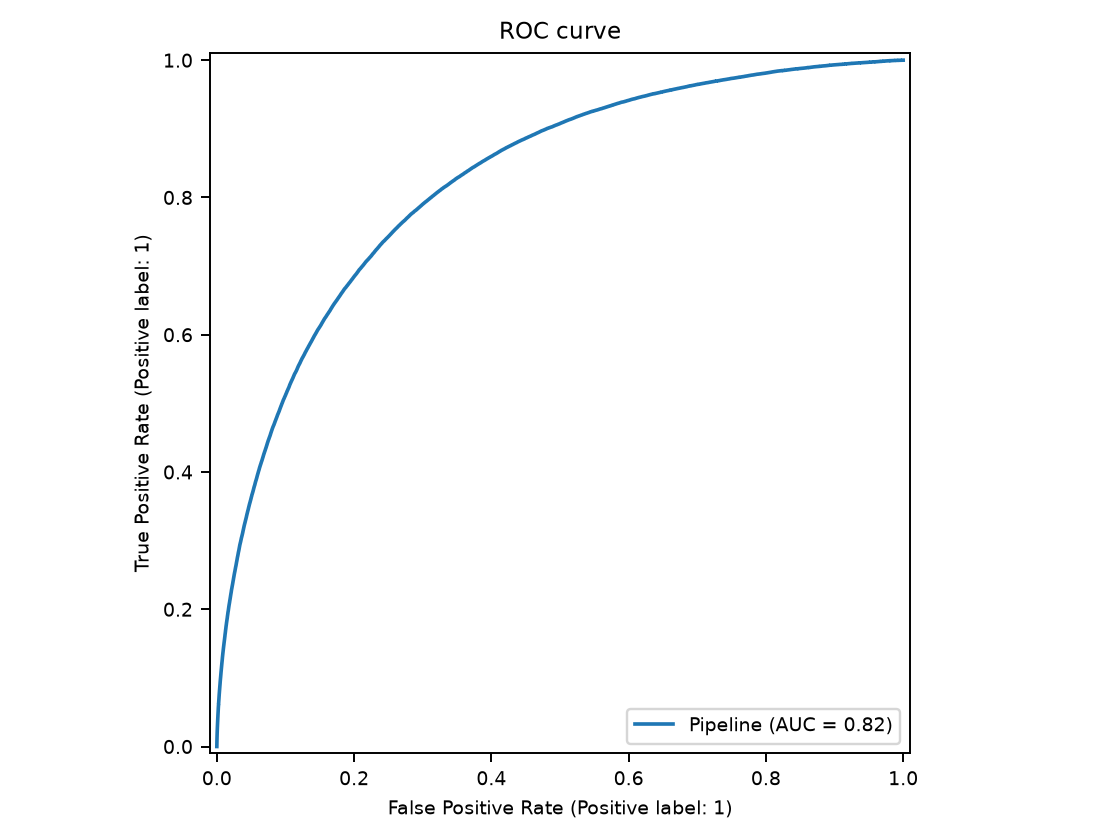 ROC curve
True Positive Rate (Positive label: 1)
1.0
0.8
0.6
0.4
0.2
0.0
Pipeline (AUC = 0.82)
0.0 0.2 0.4 0.6 0.8 1.0
False Positive Rate (Positive label: 1)